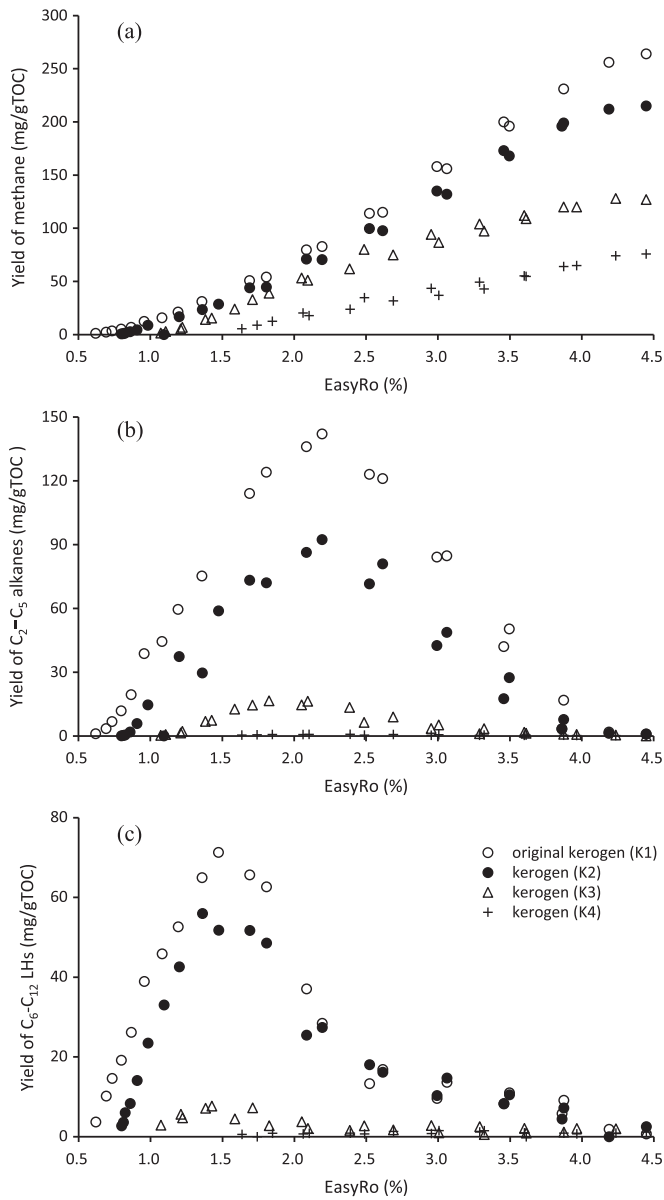 (a)
Yield of methane (mg/gTOC)
300
250
200
150
100
50
0
0.5 1.0 1.5 2.0 2.5 3.0 3.5 4.0 4.5
EasyRo (%)
(b)
Yield of C2–C5 alkanes (mg/gTOC )
150
120
90
60
30
0
0.5 1.0 1.5 2.0 2.5 3.0 3.5 4.0 4.5
EasyRo (%)
(c)
Yield of C6-C12 LHs (mg/gTOC)
80
60
40
20
0
original kerogen (K1)
kerogen (K2)
kerogen (K3)
kerogen (K4)
0.5 1.0 1.5 2.0 2.5 3.0 3.5 4.0 4.5
EasyRo (%)